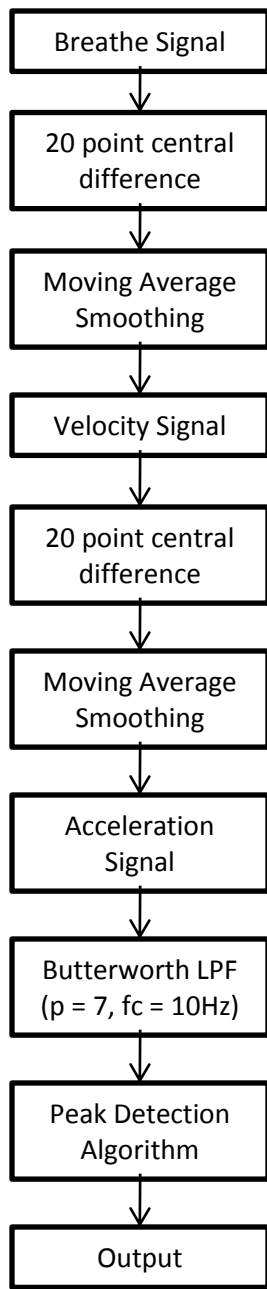 Breathe Signal
20 point central
difference
Moving Average
Smoothing
Velocity Signal
20 point central
difference
Moving Average
Smoothing
Acceleration
Signal
Butterworth LPF
(p = 7, fc = 10Hz)
Peak Detection
Algorithm
Output